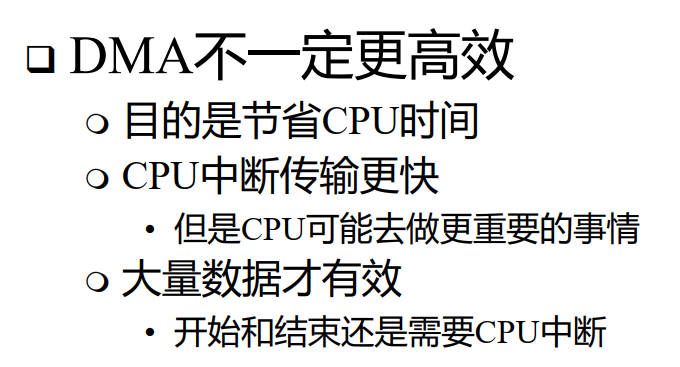 DMA不一定更高效
目的是节省CPU时间
CPU中断传输更快
但是CPU可能去做更重要的事情
大量数据才有效
开始和结束还是需要CPU中断